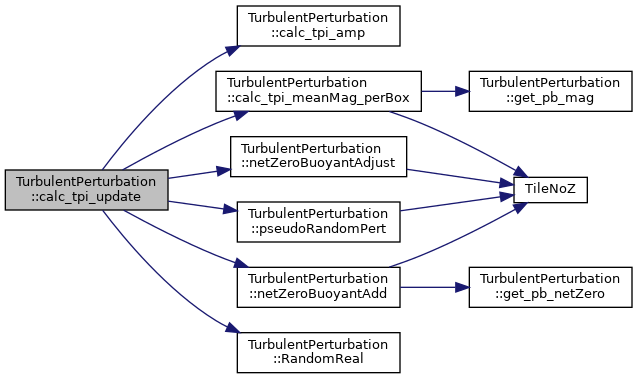 TurbulentPerturbation
::calc_tpi_update
TurbulentPerturbation
::calc_tpi_amp
TurbulentPerturbation
::calc_tpi_meanMag_perBox
TurbulentPerturbation
::netZeroBuoyantAdjust
TurbulentPerturbation
::pseudoRandomPert
TurbulentPerturbation
::netZeroBuoyantAdd
TurbulentPerturbation
::RandomReal
TurbulentPerturbation
::get_pb_mag
TileNoZ
TurbulentPerturbation
::get_pb_netZero